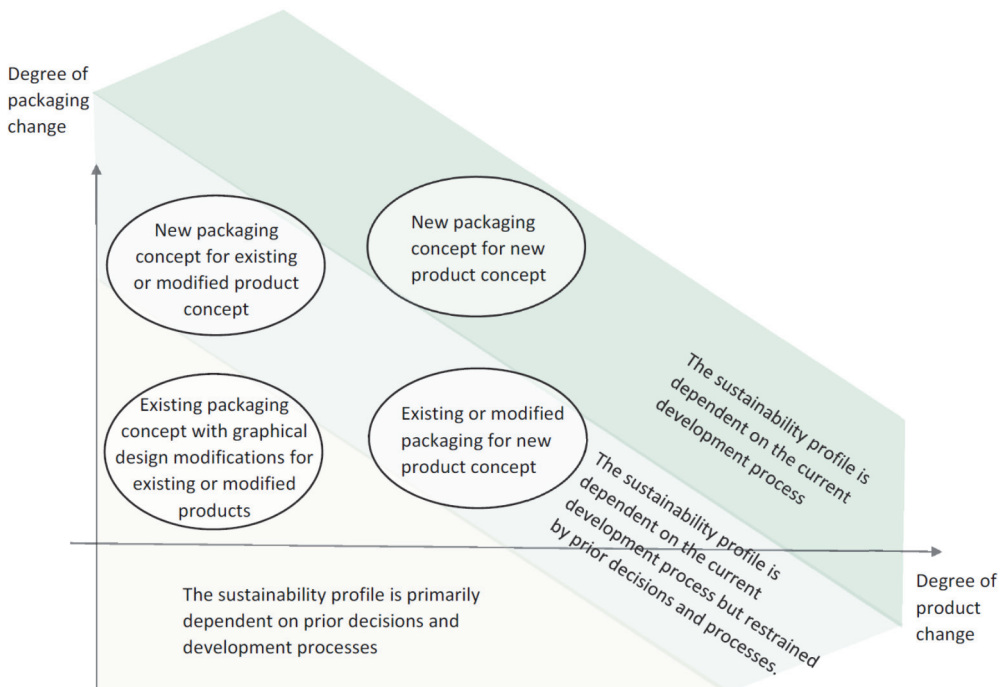 Degree of
packaging
change
New packaging
concept for existing
or modified product
concept
New packaging
concept for new
product concept
Existing packaging
concept with graphical
design modifications for
existing or modified
products
Existing or modified
packaging for new
product concept
The sustainability profile is
dependent on the current
development process
The sustainability profile is
dependent on the current
development process but restrained
by prior decisions and processes.
The sustainability profile is primarily
dependent on prior decisions and
development processes
Degree of
product
change